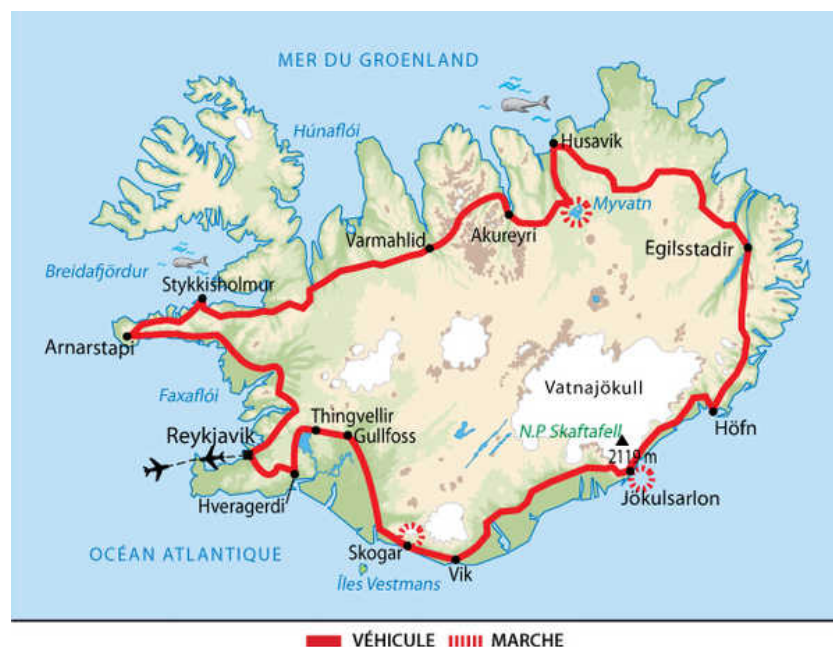 MER DU GROENLAND
Húnaflói
Husavik
Myvatn
Akureyri
Varmahlid
Egilsstadir
Breidafjördur
Stykkisholmur
Arnarstapi
Faxaflói
Vatnajökull
Thingvellir
Gullfoss
N.P Skaftafell
Höfn
Reykjavik
2119 m
Jökulsarlon
Hveragerdi
OCÉAN ATLANTIQUE
Skogar
Vik
Îles Vestmans
VÉHICULE MARCHE